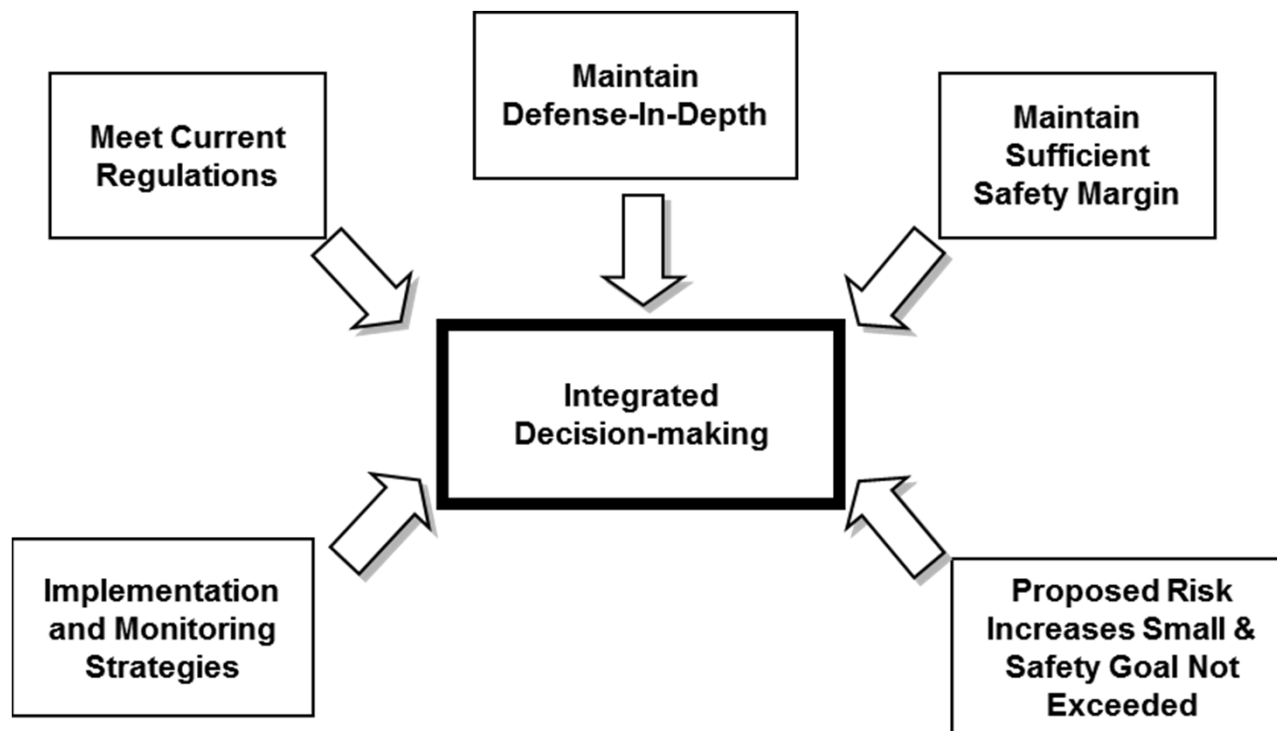 Maintain
Defense-In-Depth
Meet Current
Regulations
Maintain
Sufficient
Safety Margin
Integrated
Decision-making
Implementation
and Monitoring
Strategies
Proposed Risk
Increases Small &
Safety Goal Not
Exceeded